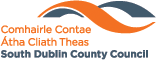 Comhairle Contae
Átha Cliath Theas
South Dublin County Council